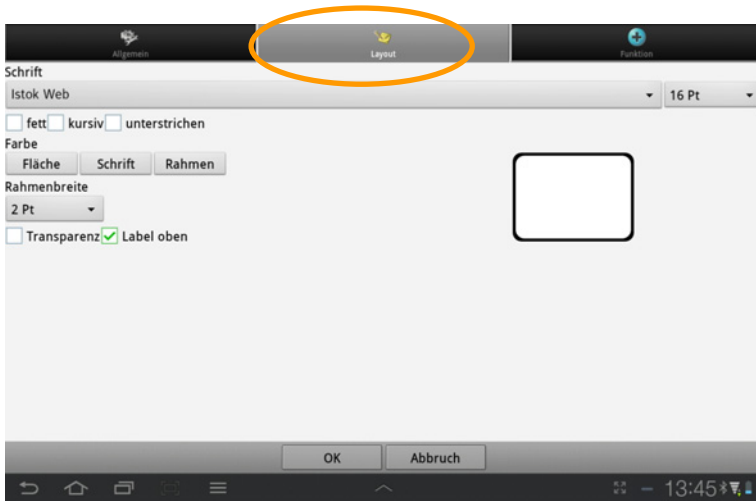 Allgemein Layout Funktion
Schrift
Istok Web 16 Pt
fett kursiv unterstrichen
Farbe
Fläche Schrift Rahmen
Rahmenbreite
2 Pt
Transparenz Label oben
OK Abbruch
13:45